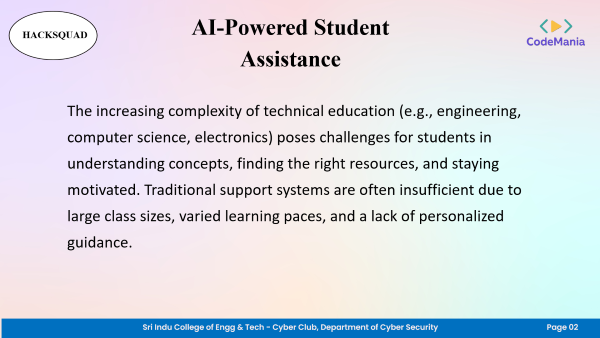 HACKSQUAD
AI-Powered Student
Assistance
CodeMania
The increasing complexity of technical education (e.g., engineering,
computer science, electronics) poses challenges for students in
understanding concepts, finding the right resources, and staying
motivated. Traditional support systems are often insufficient due to
large class sizes, varied learning paces, and a lack of personalized
guidance.
Sri Indu College of Engg & Tech - Cyber Club, Department of Cyber Security
Page 02